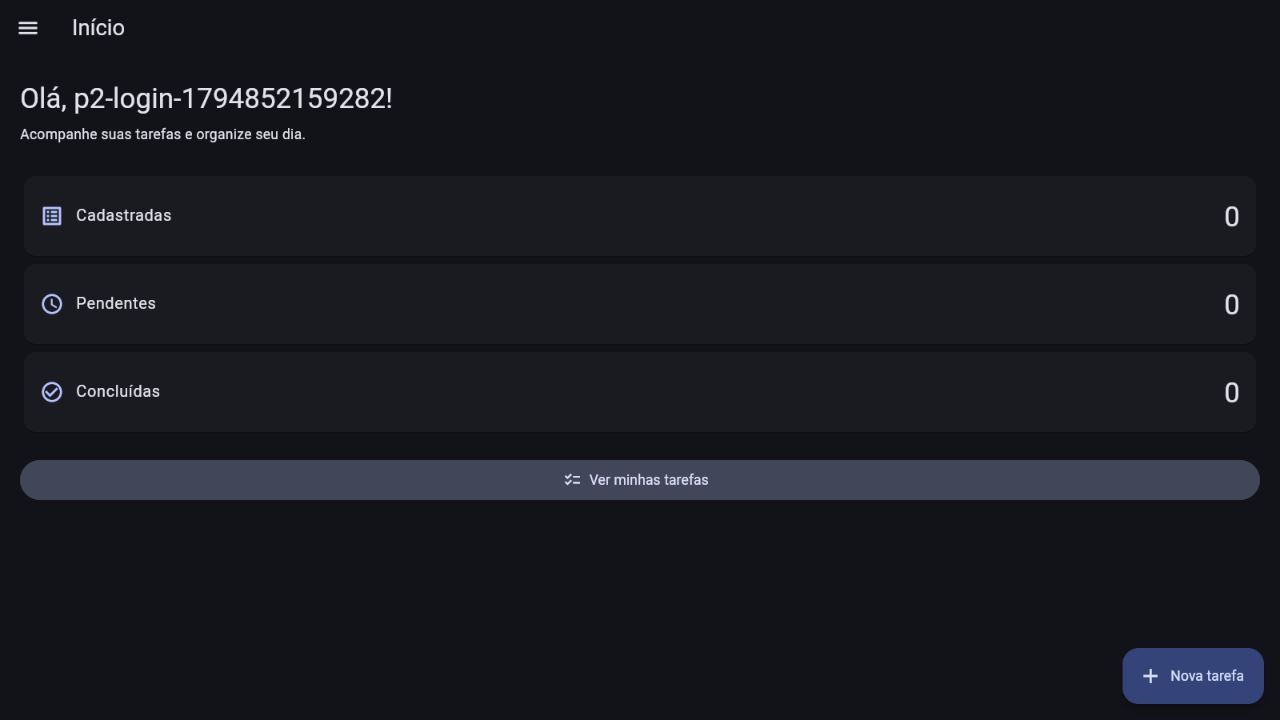 Início
Olá, p2-login-1794852159282!
Acompanhe suas tarefas e organize seu dia.
Cadastradas 0
Pendentes 0
Concluídas 0
Ver minhas tarefas
Nova tarefa